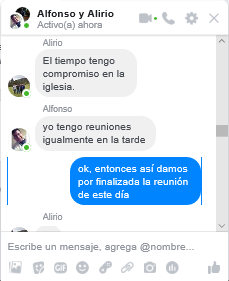 Alfonso y Alirio
Activo(a) ahora
Alirio
El tiempo tengo
compromiso en la
iglesia.
Alfonso
yo tengo reuniones
igualmente en la tarde
ok, entonces así damos
por finalizada la reunión
de este día
Alirio
Escribe un mensaje, agrega @nombre...
GIF